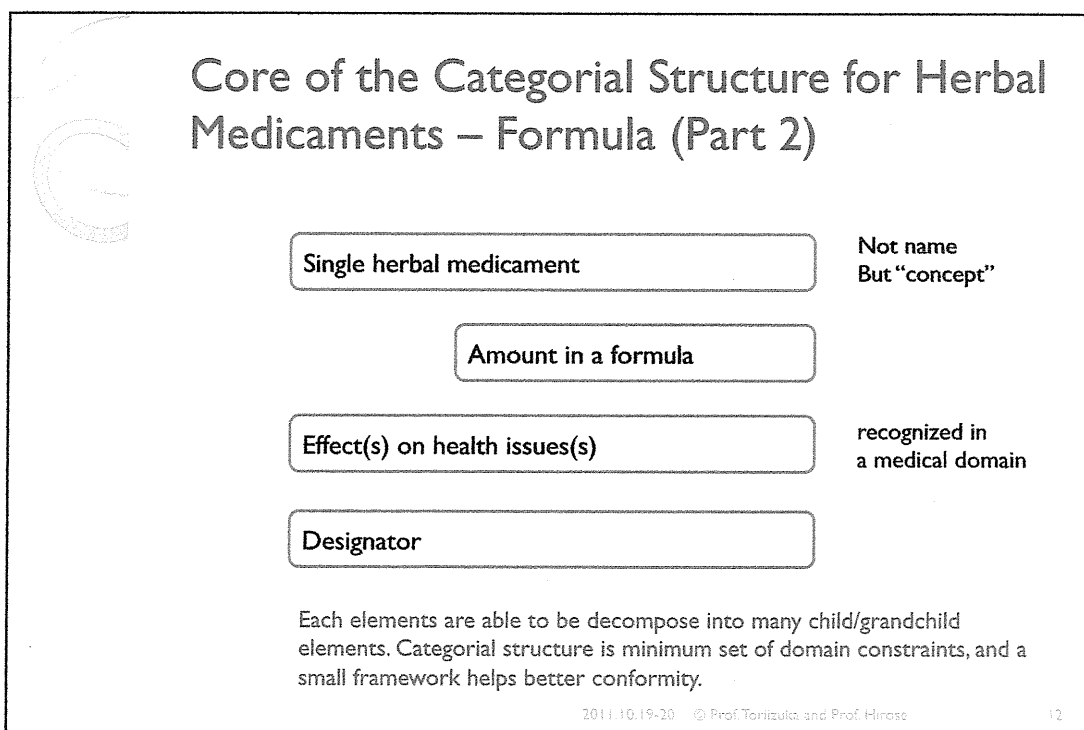 Core of the Categorial Structure for Herbal
Medicaments – Formula (Part 2)
Single herbal medicament
Not name
But “concept”
Amount in a formula
Effect(s) on health issues(s)
recognized in
a medical domain
Designator
Each elements are able to be decompose into many child/grandchild
elements. Categorial structure is minimum set of domain constraints, and a
small framework helps better conformity.
2011.10.19-20 © Prof. Toriizuka and Prof. Hirose
12